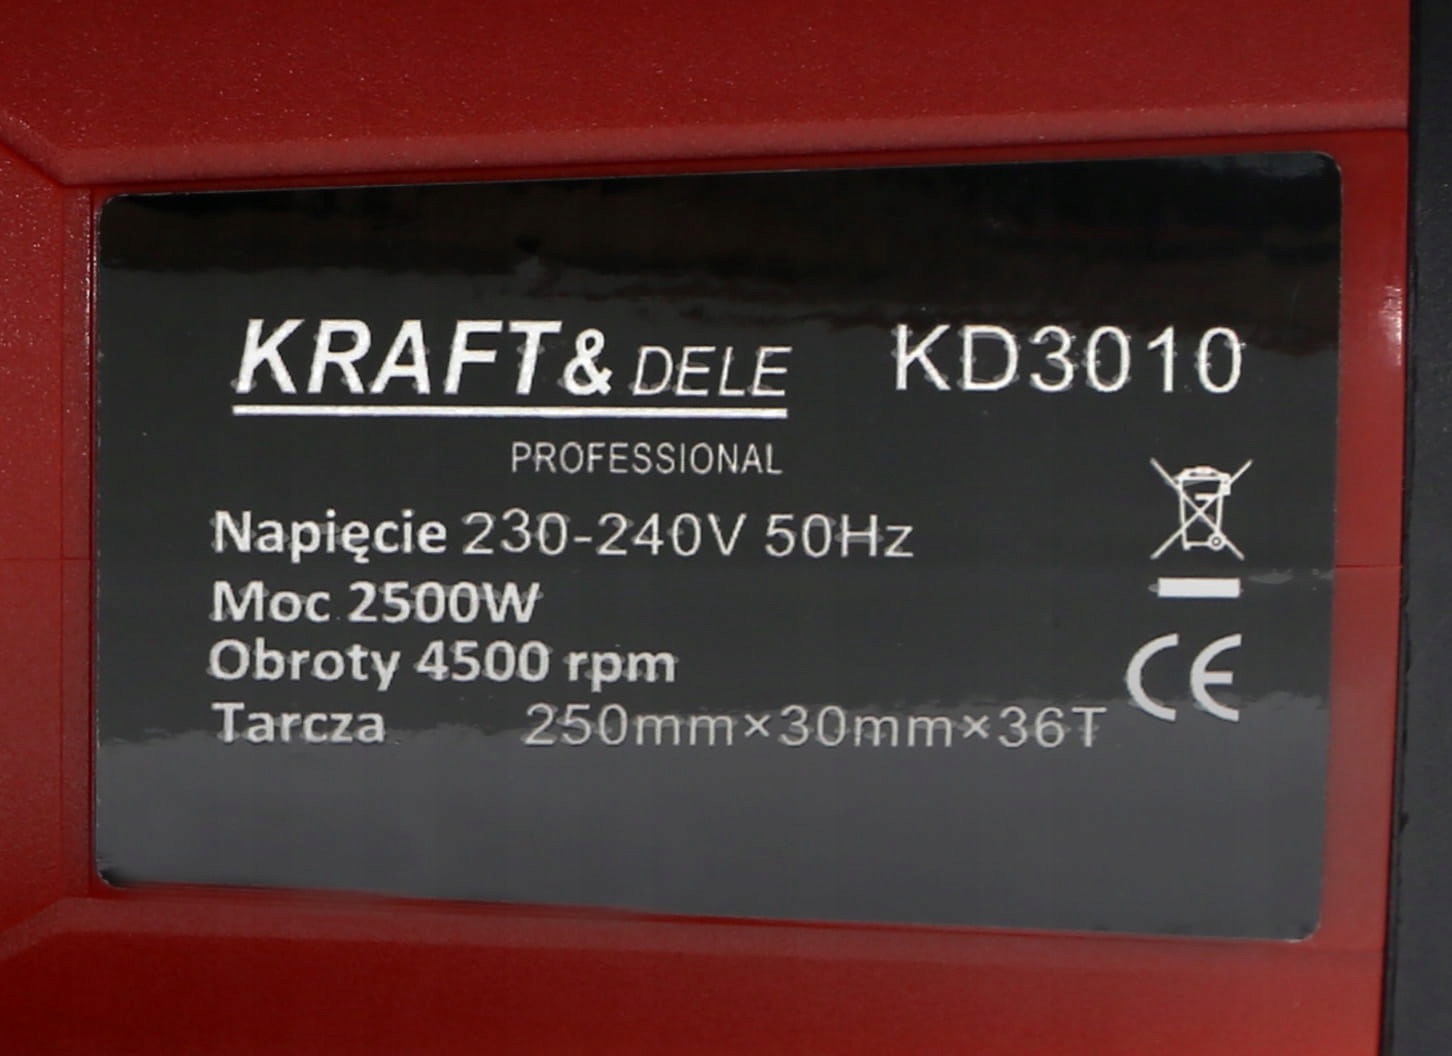 KRAFT& DELE KD3010
PROFESSIONAL
Napięcie 230-240V 50Hz
Moc 2500W
Obroty 4500 rpm
Tarcza 250mm×30mm×36T
CE